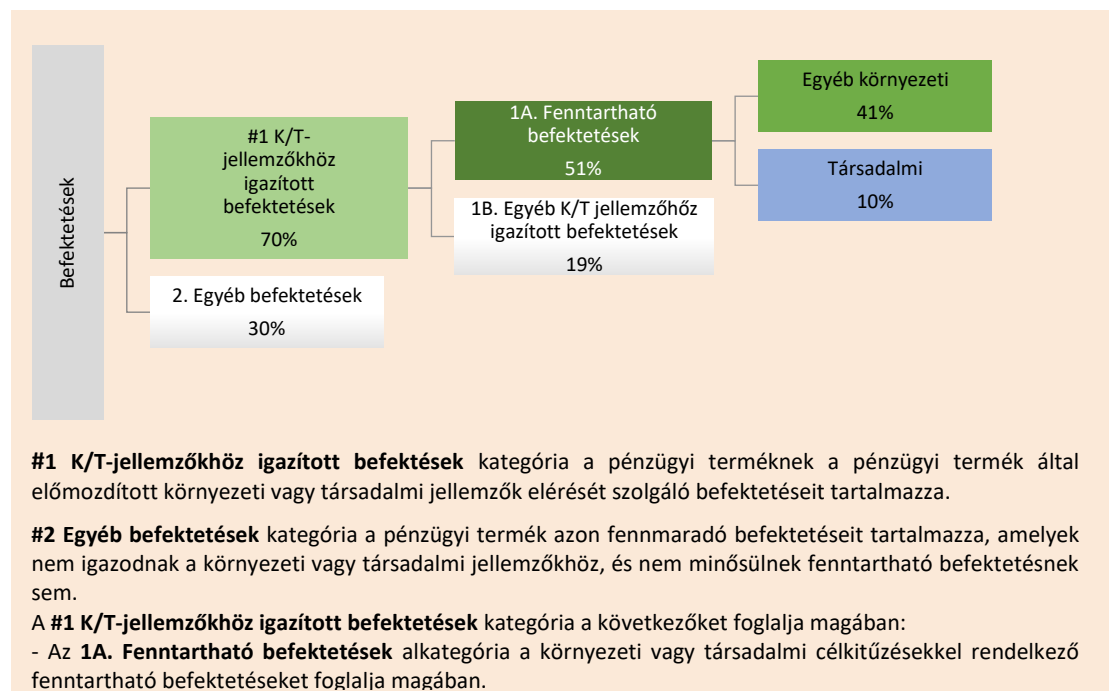 Befektetések
#1 K/T-
jellemzőkhöz
igazított
befektetések
70%
2. Egyéb befektetések
30%
1A. Fenntartható
befektetések
51%
1B. Egyéb K/T jellemzőhőz
igazított befektetések
19%
Egyéb környezeti
41%
Társadalmi
10%
#1 K/T-jellemzőkhöz igazított befektések kategória a pénzügyi terméknek a pénzügyi termék által
előmozdított környezeti vagy társadalmi jellemzők elérését szolgáló befektetéseit tartalmazza.
#2 Egyéb befektetések kategória a pénzügyi termék azon fennmaradó befektetéseit tartalmazza, amelyek
nem igazodnak a környezeti vagy társadalmi jellemzőkhöz, és nem minősülnek fenntartható befektetésnek
sem.
A #1 K/T-jellemzőkhöz igazított befektetések kategória a következőket foglalja magában:
- Az 1A. Fenntartható befektetések alkategória a környezeti vagy társadalmi célkitűzésekkel rendelkező
fenntartható befektetéseket foglalja magában.